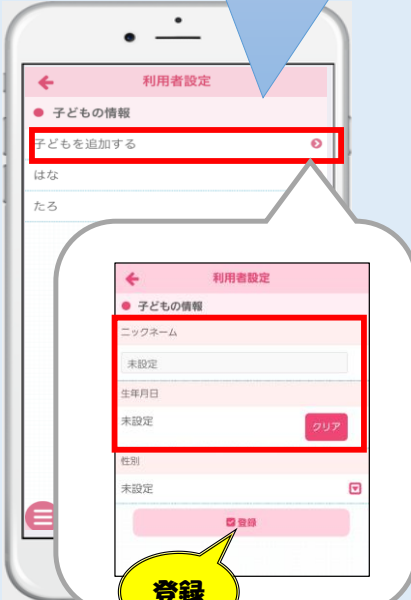 利用者設定
子どもの情報
子どもを追加する
はな
たろ
利用者設定
子どもの情報
ニックネーム
未設定
生年月日
未設定
クリア
性別
未設定
登録
登録